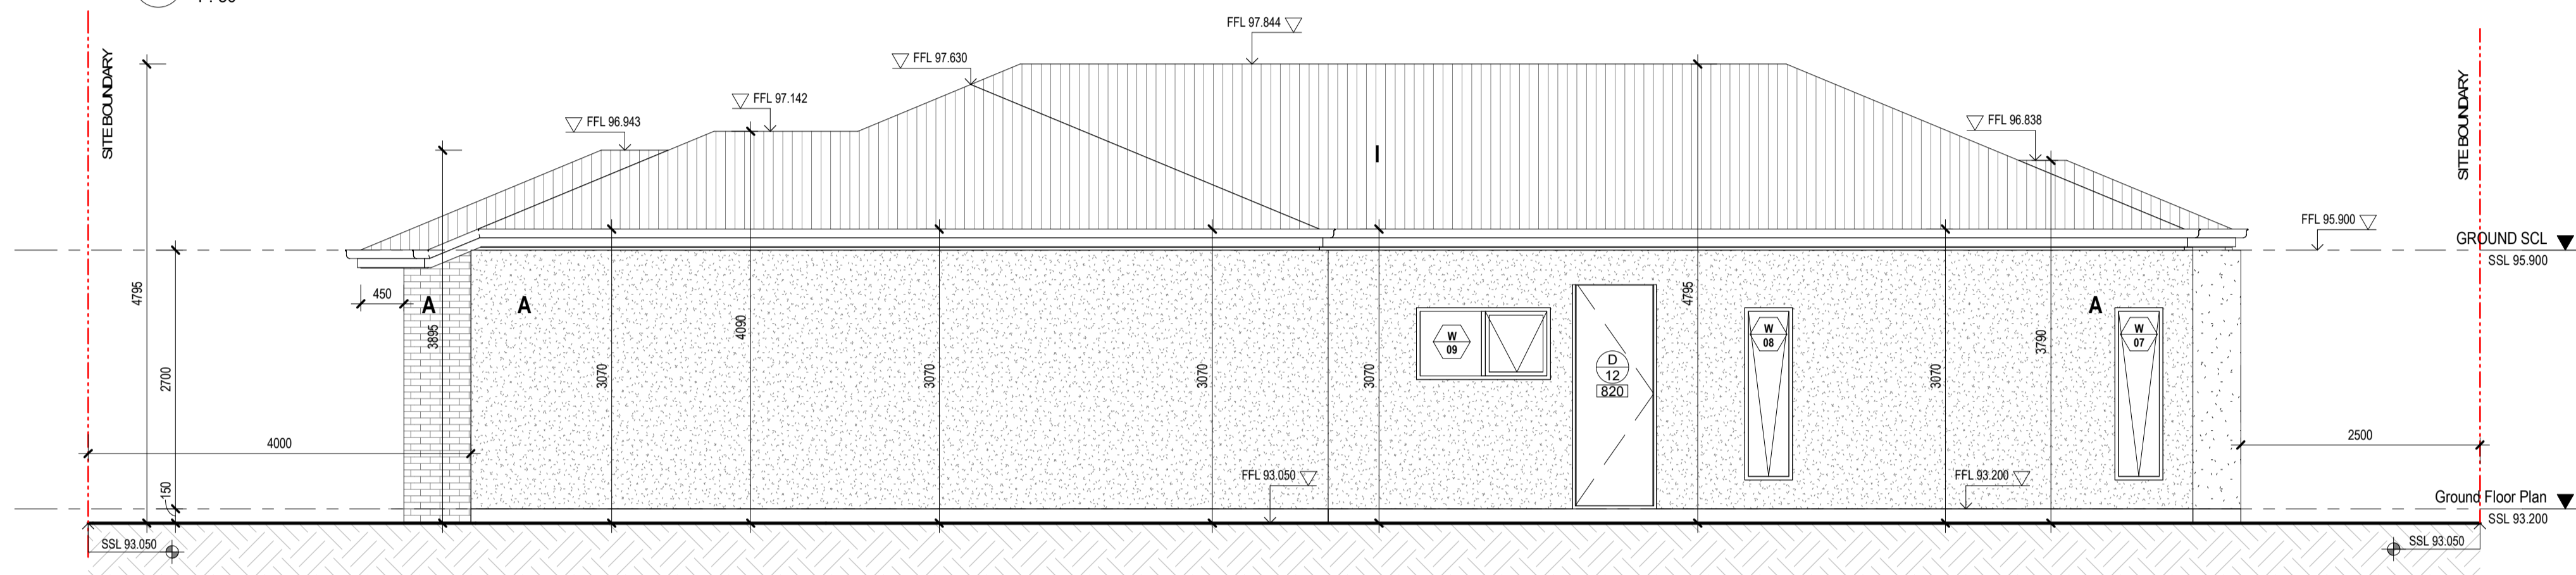 FFL 97.844
FFL 97.630
FFL 97.142
FFL 96.943
FFL 96.838
SITE BOUNDARY
SITE BOUNDARY
I
FFL 95.900
GROUND SCL
SSL 95.900
4795
450
A
A
3895
4090
4795
A
3790
W
09
D
12
820
W
08
W
07
2700
3070
3070
3070
3070
3070
4000
2500
150
FFL 93.050
FFL 93.200
Ground Floor Plan
SSL 93.200
SSL 93.050
SSL 93.050